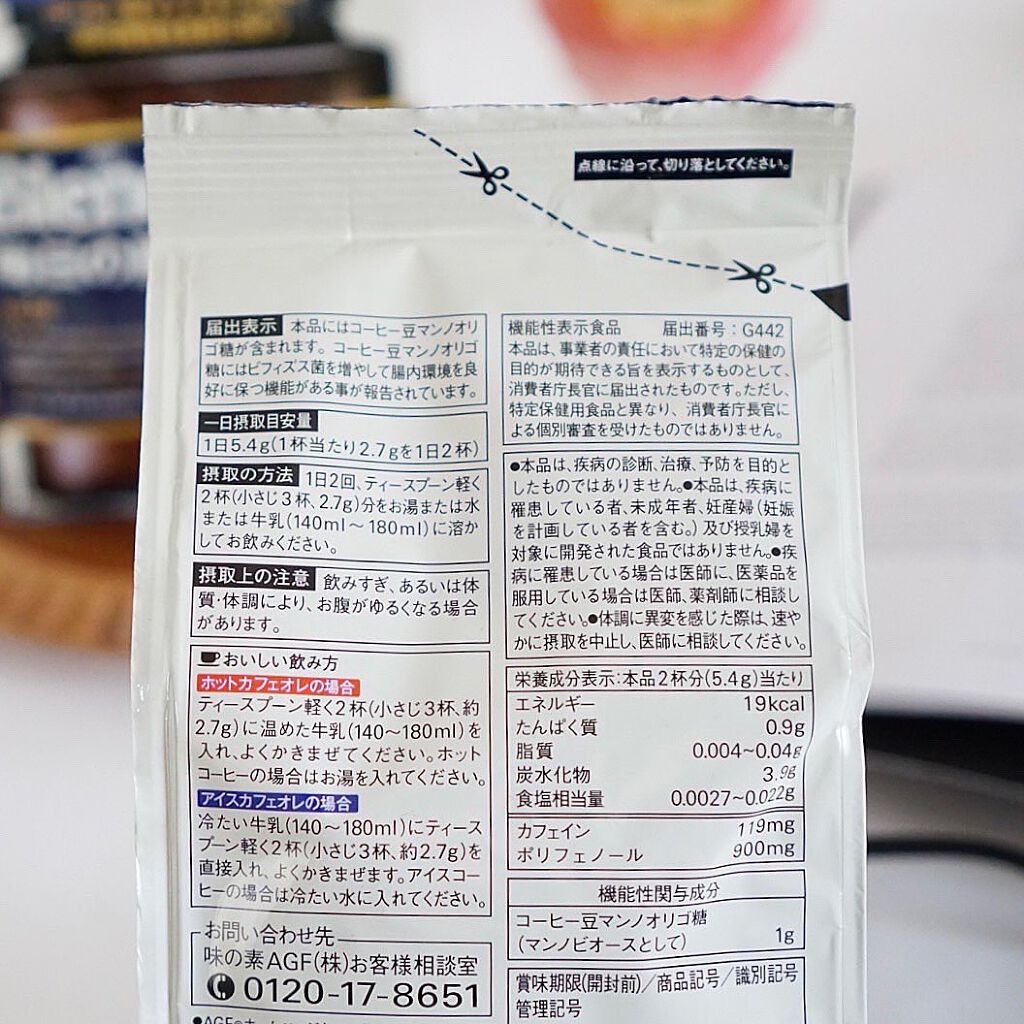 点線に沿って、切り落としてください。
届出表示 本品にはコーヒー豆マンノオリ
ゴ糖が含まれます。コーヒー豆マンノオリゴ
糖にはビフィズス菌を増やして腸内環境を良
好に保つ機能がある事が報告されています。
一日摂取目安量
1日5.4g(1杯当たり2.7gを1日2杯)
摂取の方法 1日2回、ティースプーン軽く
2杯(小さじ3杯、2.7g)分をお湯または水
または牛乳(140ml〜180ml)に溶か
してお飲みください。
摂取上の注意 飲みすぎ、あるいは体
質・体調により、お腹がゆるくなる場合
があります。
おいしい飲み方
ホットカフェオレの場合
ティースプーン軽く2杯(小さじ3杯、約
2.7g)に温めた牛乳(140〜180ml)を
入れ、よくかきまぜてください。ホット
コーヒーの場合はお湯を入れてください。
アイスカフェオレの場合
冷たい牛乳(140〜180ml)にティース
プーン軽く2杯(小さじ3杯、約2.7g)を
直接入れ、よくかきまぜます。アイスコー
ヒーの場合は冷たい水に入れてください。
お問い合わせ先
味の素AGF(株)お客様相談室
0120-17-8651
機能性表示食品 届出番号:G442
本品は、事業者の責任において特定の保健の
目的が期待できる旨を表示するものとして、
消費者庁長官に届出されたものです。ただし、
特定保健用食品と異なり、消費者庁長官に
よる個別審査を受けたものではありません。
●本品は、疾病の診断、治療、予防を目的と
したものではありません。●本品は、疾病に
罹患している者、未成年者、妊産婦(妊娠
を計画している者を含む。)及び授乳婦を
対象に開発された食品ではありません。●疾
病に罹患している場合は医師に、医薬品を
服用している場合は医師、薬剤師に相談し
てください。●体調に異変を感じた際は、速や
かに摂取を中止し、医師に相談してください。
栄養成分表示:本品2杯分(5.4g)当たり
エネルギー 19kcal
たんぱく質 0.9g
脂質 0.004〜0.04g
炭水化物 3.9g
食塩相当量 0.0027〜0.022g
カフェイン 119mg
ポリフェノール 900mg
機能性関与成分
コーヒー豆マンノオリゴ糖
(マンノビオースとして) 1g
賞味期限(開封前)/商品記号/識別記号
管理記号